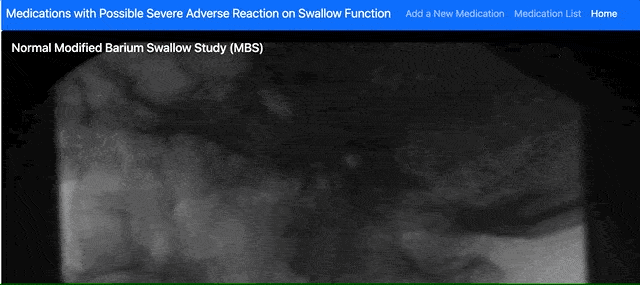 Medications with Possible Severe Adverse Reaction on Swallow Function Add a New Medication Medication List Home
Normal Modified Barium Swallow Study (MBS)